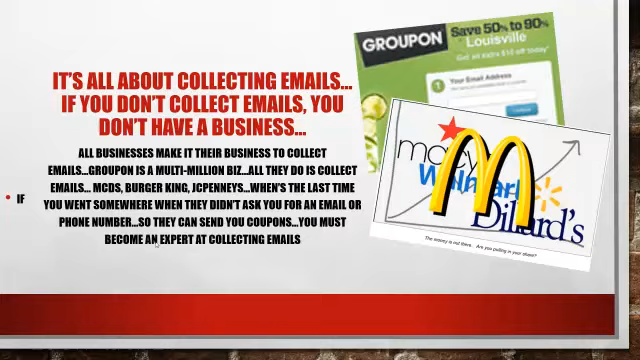 IT'S ALL ABOUT COLLECTING EMAILS...
IF YOU DON'T COLLECT EMAILS, YOU
DON'T HAVE A BUSINESS...
• IF
ALL BUSINESSES MAKE IT THEIR BUSINESS TO COLLECT
EMAILS...GROUPON IS A MULTI-MILLION BIZ...ALL THEY DO IS COLLECT
EMAILS... MCDS, BURGER KING, JCPENNEYS...WHEN'S THE LAST TIME
YOU WENT SOMEWHERE WHEN THEY DIDN'T ASK YOU FOR AN EMAIL OR
PHONE NUMBER...SO THEY CAN SEND YOU COUPONS...YOU MUST
BECOME AN EXPERT AT COLLECTING EMAILS
GROUPON
Save 50% to 90%
Louisville
Get an extra $10 off today*
1 Your Email Address
Continue
macy's
Walmart
Dillard's
The money is out there. Are you pulling in your share?